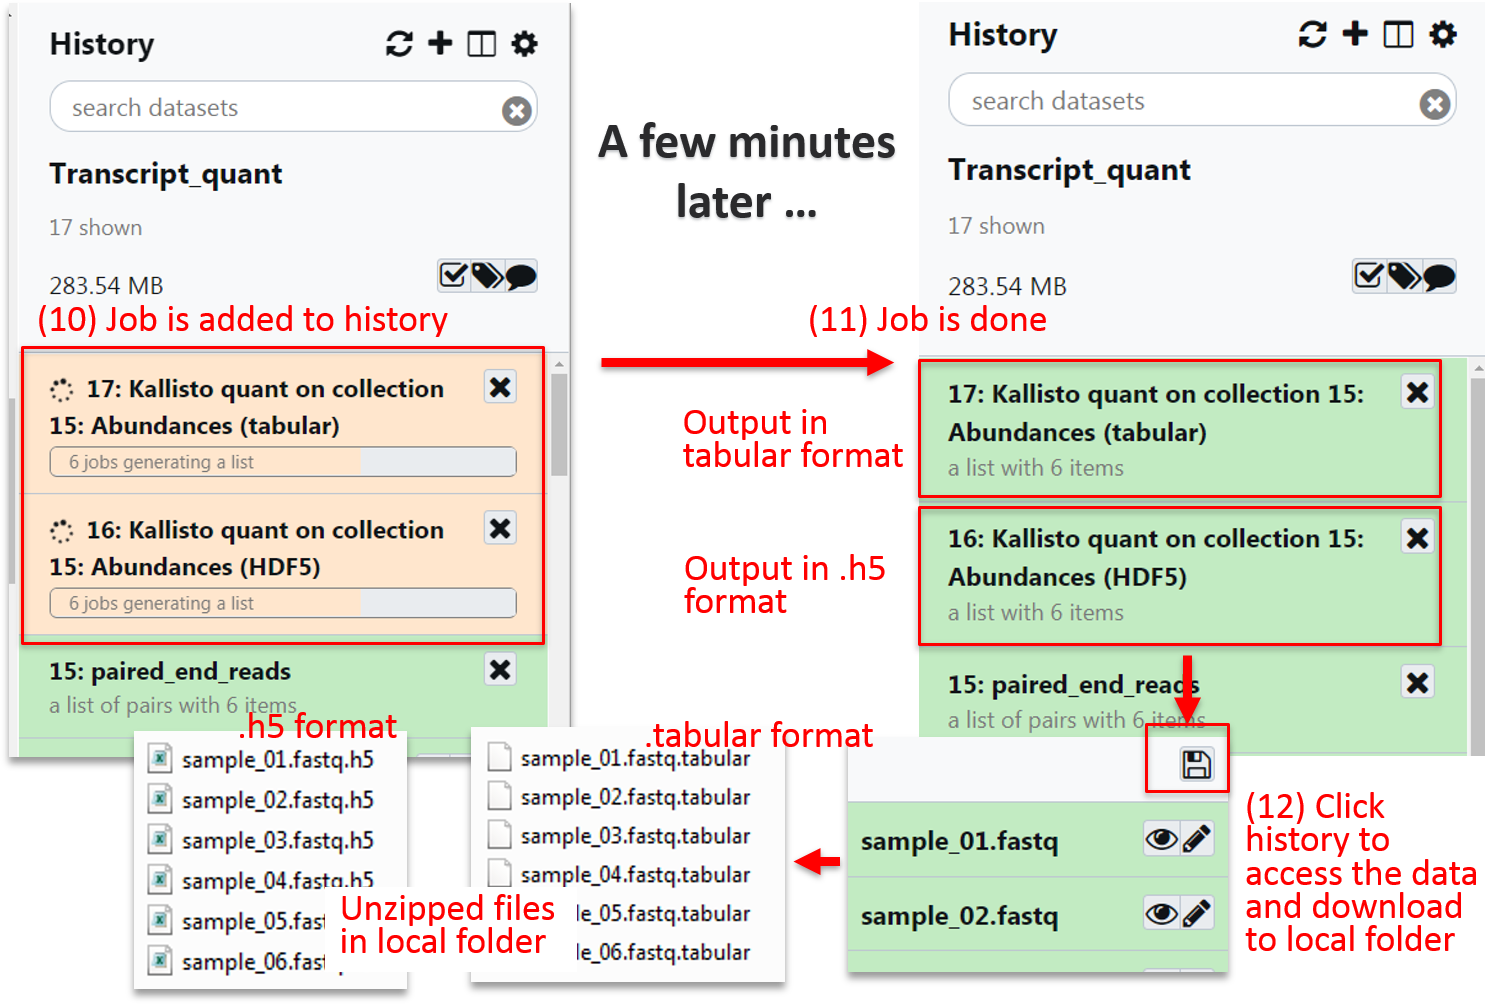 History
search datasets
Transcript_quant
17 shown
283.54 MB
(10) Job is added to history
17: Kallisto quant on collection
15: Abundances (tabular)
6 jobs generating a list
16: Kallisto quant on collection
15: Abundances (HDF5)
6 jobs generating a list
15: paired_end_reads
a list of pairs with 6 items
A few minutes
later ...
(11) Job is done
Output in
tabular format
Output in .h5
format
History
search datasets
Transcript_quant
17 shown
283.54 MB
17: Kallisto quant on collection 15:
Abundances (tabular)
a list with 6 items
16: Kallisto quant on collection 15:
Abundances (HDF5)
a list with 6 items
15: paired_end_reads
a list of pairs with 6 items
(12) Click
history to
access the data
and download
to local folder
sample_01.fastq
sample_02.fastq
.tabular format
sample_01.fastq.tabular
sample_02.fastq.tabular
sample_03.fastq.tabular
sample_04.fastq.tabular
.h5 format
sample_01.fastq.h5
sample_02.fastq.h5
sample_03.fastq.h5
sample_04.fastq.h5
sample_05.f
sample_06.fast
Unzipped files
in local folder
le_05.fastq.tabular
le_06.fastq.tabular